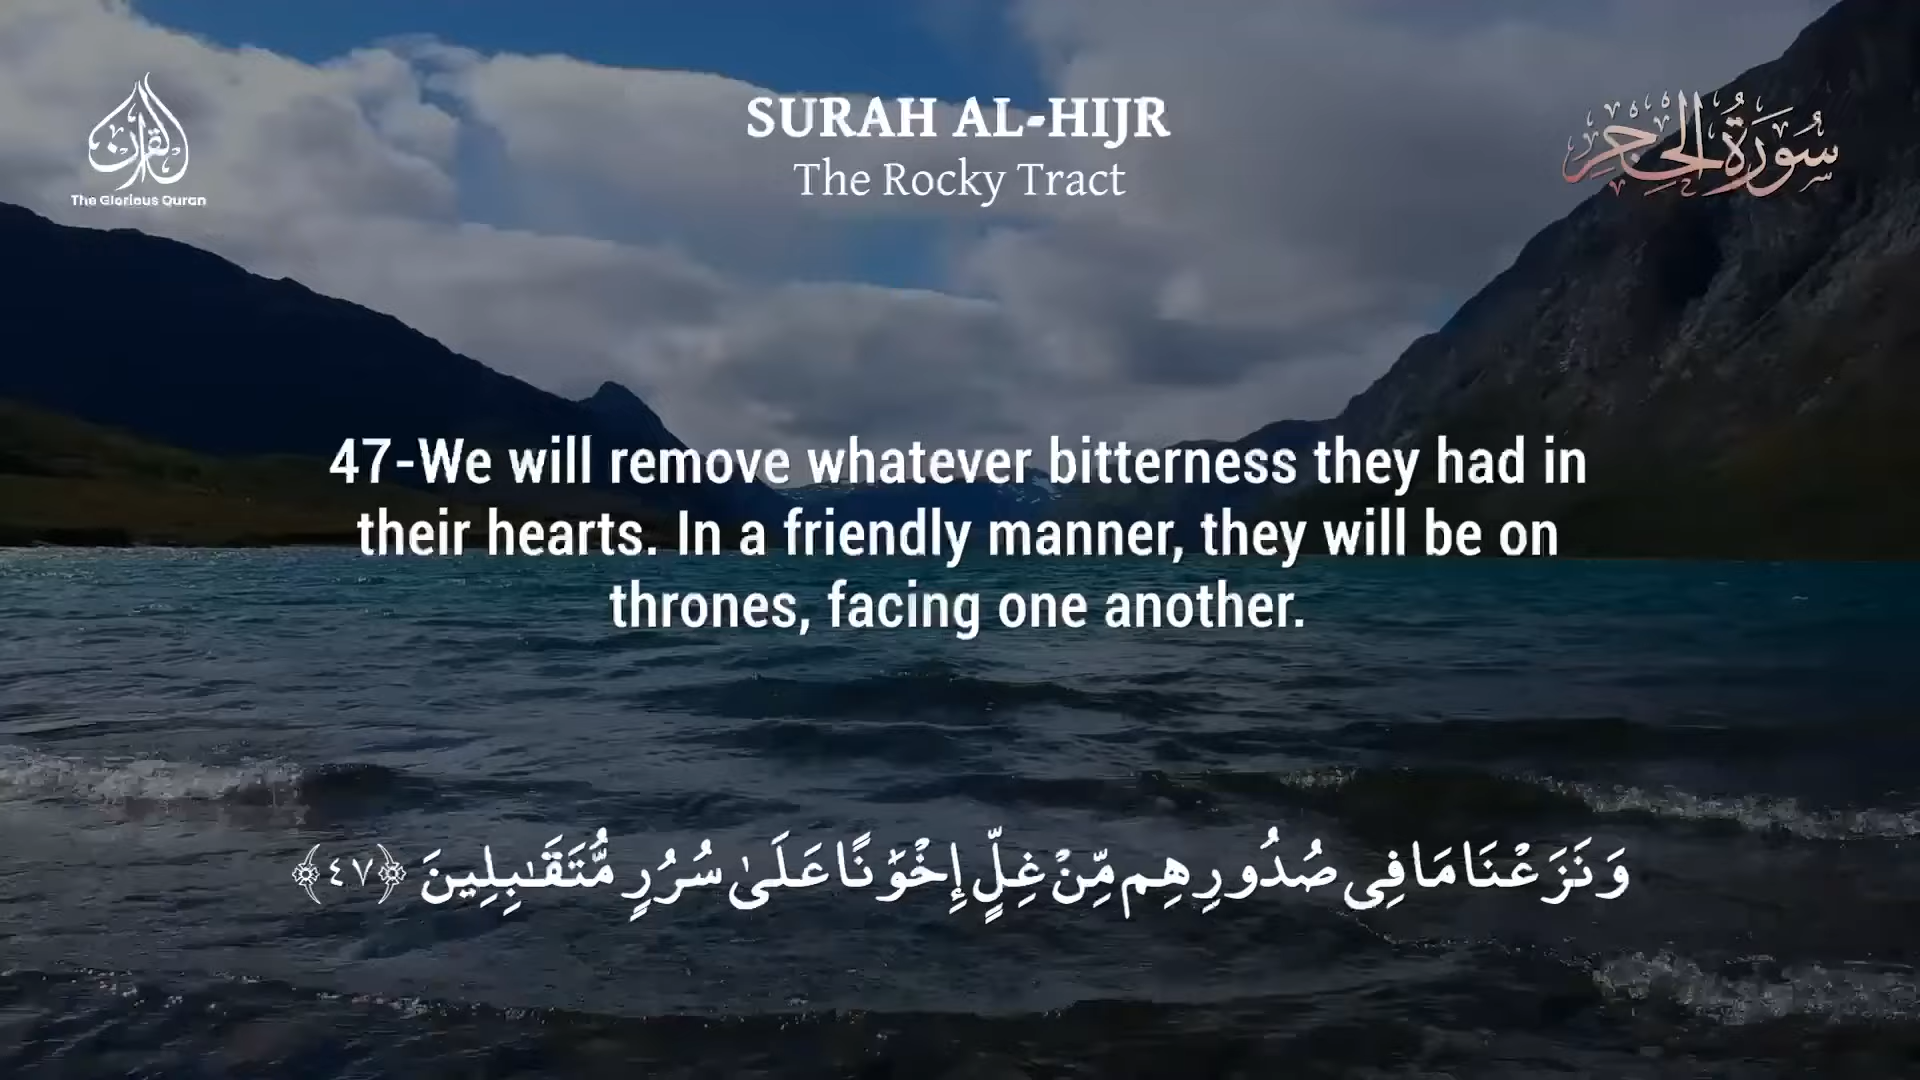 القرآن
The Glorious Quran
SURAH AL-HIJR
The Rocky Tract
سُورَةُ الحِجْرِ
47-We will remove whatever bitterness they had in
their hearts. In a friendly manner, they will be on
thrones, facing one another.
وَنَزَعْنَا مَا فِى صُدُورِهِم مِّنْ غِلٍّ إِخْوَٰنًا عَلَىٰ سُرُرٍ مُّتَقَـٰبِلِينَ ﴿٤٧﴾